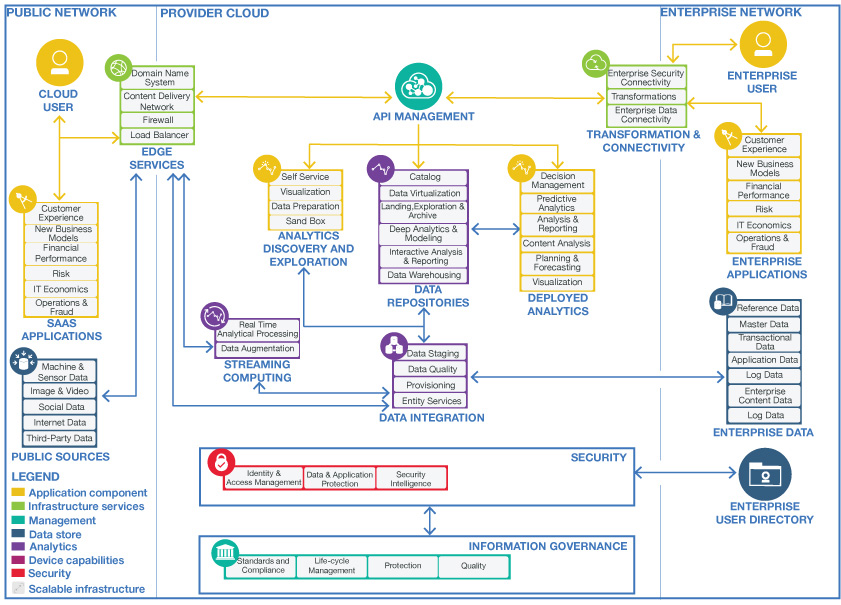 PUBLIC NETWORK
PROVIDER CLOUD
ENTERPRISE NETWORK
CLOUD
USER
Domain Name
System
Content Delivery
Network
Firewall
Load Balancer
EDGE
SERVICES
API MANAGEMENT
Enterprise Security
Connectivity
Transformations
Enterprise Data
Connectivity
TRANSFORMATION &
CONNECTIVITY
ENTERPRISE
USER
Customer
Experience
New Business
Models
Financial
Performance
Risk
IT Economics
Operations &
Fraud
ENTERPRISE
APPLICATIONS
Self Service
Visualization
Data Preparation
Sand Box
ANALYTICS
DISCOVERY AND
EXPLORATION
Catalog
Data Virtualization
Landing,Exploration &
Archive
Deep Analytics &
Modeling
Interactive Analysis
& Reporting
Data Warehousing
DATA
REPOSITORIES
Decision
Management
Predictive
Analytics
Analysis &
Reporting
Content Analysis
Planning &
Forecasting
Visualization
DEPLOYED
ANALYTICS
Customer
Experience
New Business
Models
Financial
Performance
Risk
IT Economics
Operations &
Fraud
SAAS
APPLICATIONS
Real Time
Analytical Processing
Data Augmentation
STREAMING
COMPUTING
Data Staging
Data Quality
Provisioning
Entity Services
DATA INTEGRATION
Reference Data
Master Data
Transactional
Data
Application Data
Log Data
Enterprise
Content Data
Log Data
ENTERPRISE DATA
Machine &
Sensor Data
Image & Video
Social Data
Internet Data
Third-Party Data
PUBLIC SOURCES
SECURITY
Identity &
Access Management
Data & Application
Protection
Security
Intelligence
ENTERPRISE
USER DIRECTORY
INFORMATION GOVERNANCE
Standards and
Compliance
Life-cycle
Management
Protection
Quality
LEGEND
Application component
Infrastructure services
Management
Data store
Analytics
Device capabilities
Security
Scalable infrastructure